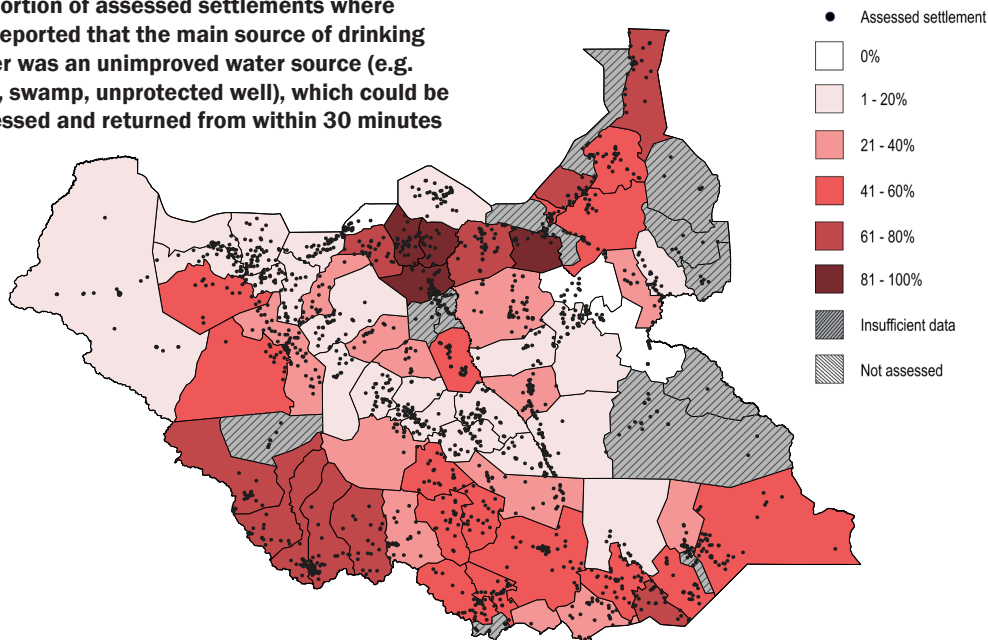 ortion of assessed settlements where
eported that the main source of drinking
er was an unimproved water source (e.g.
, swamp, unprotected well), which could be
essed and returned from within 30 minutes
Assessed settlement
0%
1 - 20%
21 - 40%
41 - 60%
61 - 80%
81 - 100%
Insufficient data
Not assessed